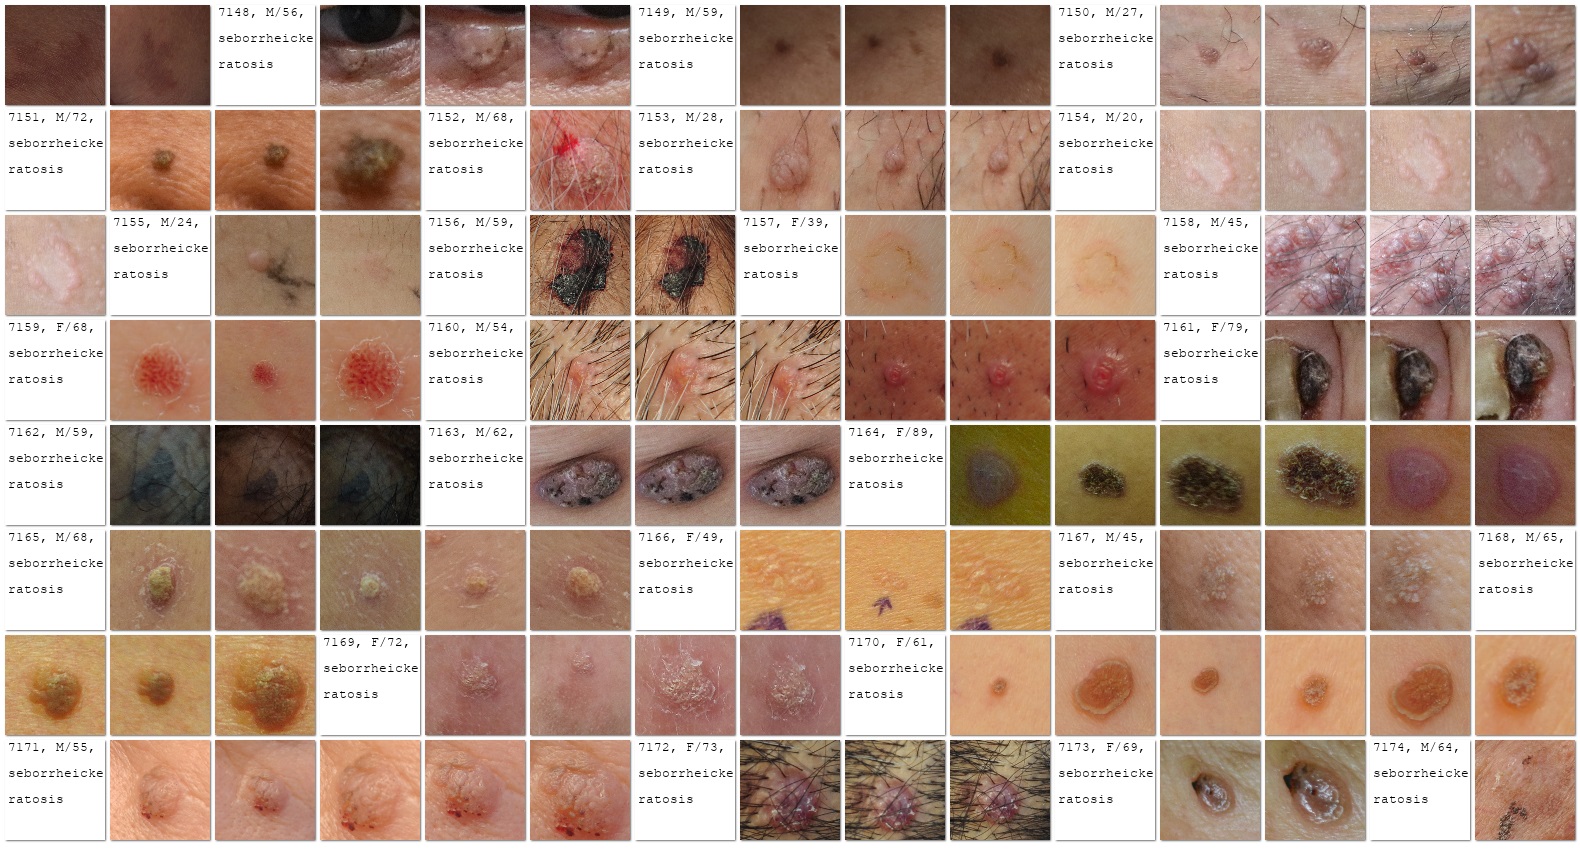 7148, M/56,
seborrheicke
ratosis
7149, M/59,
seborrheicke
ratosis
7150, M/27,
seborrheicke
ratosis
7151, M/72,
seborrheicke
ratosis
7152, M/68,
seborrheicke
ratosis
7153, M/28,
seborrheicke
ratosis
7154, M/20,
seborrheicke
ratosis
7155, M/24,
seborrheicke
ratosis
7156, M/59,
seborrheicke
ratosis
7157, F/39,
seborrheicke
ratosis
7158, M/45,
seborrheicke
ratosis
7159, F/68,
seborrheicke
ratosis
7160, M/54,
seborrheicke
ratosis
7161, F/79,
seborrheicke
ratosis
7162, M/59,
seborrheicke
ratosis
7163, M/62,
seborrheicke
ratosis
7164, F/89,
seborrheicke
ratosis
7165, M/68,
seborrheicke
ratosis
7166, F/49,
seborrheicke
ratosis
7167, M/45,
seborrheicke
ratosis
7168, M/65,
seborrheicke
ratosis
7169, F/72,
seborrheicke
ratosis
7170, F/61,
seborrheicke
ratosis
7171, M/55,
seborrheicke
ratosis
7172, F/73,
seborrheicke
ratosis
7173, F/69,
seborrheicke
ratosis
7174, M/64,
seborrheicke
ratosis